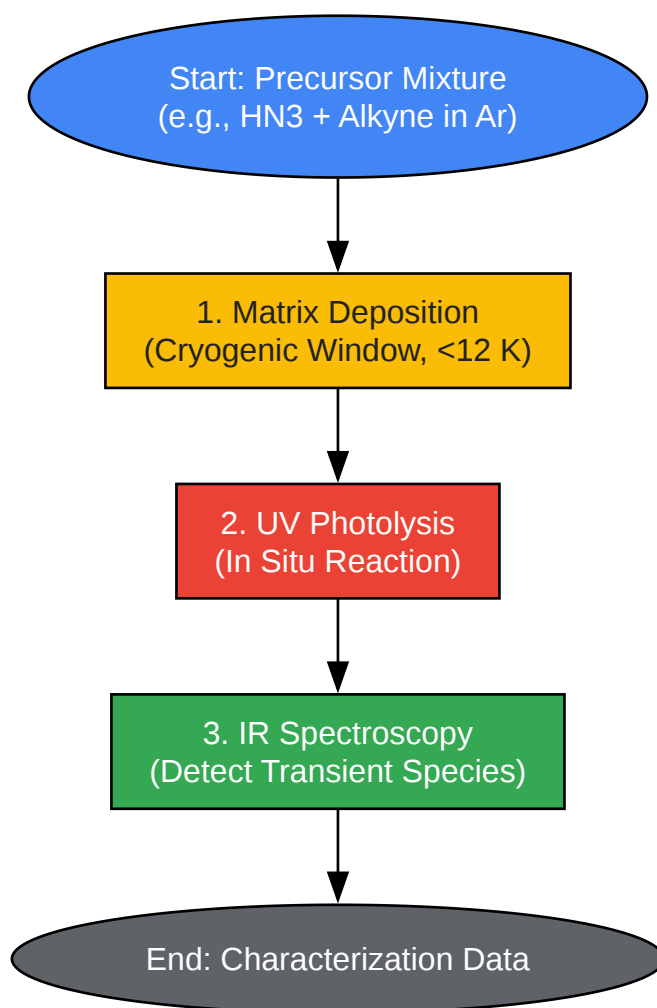 Start: Precursor Mixture
(e.g., HN3 + Alkyne in Ar)
1. Matrix Deposition
(Cryogenic Window, <12 K)
2. UV Photolysis
(In Situ Reaction)
3. IR Spectroscopy
(Detect Transient Species)
End: Characterization Data